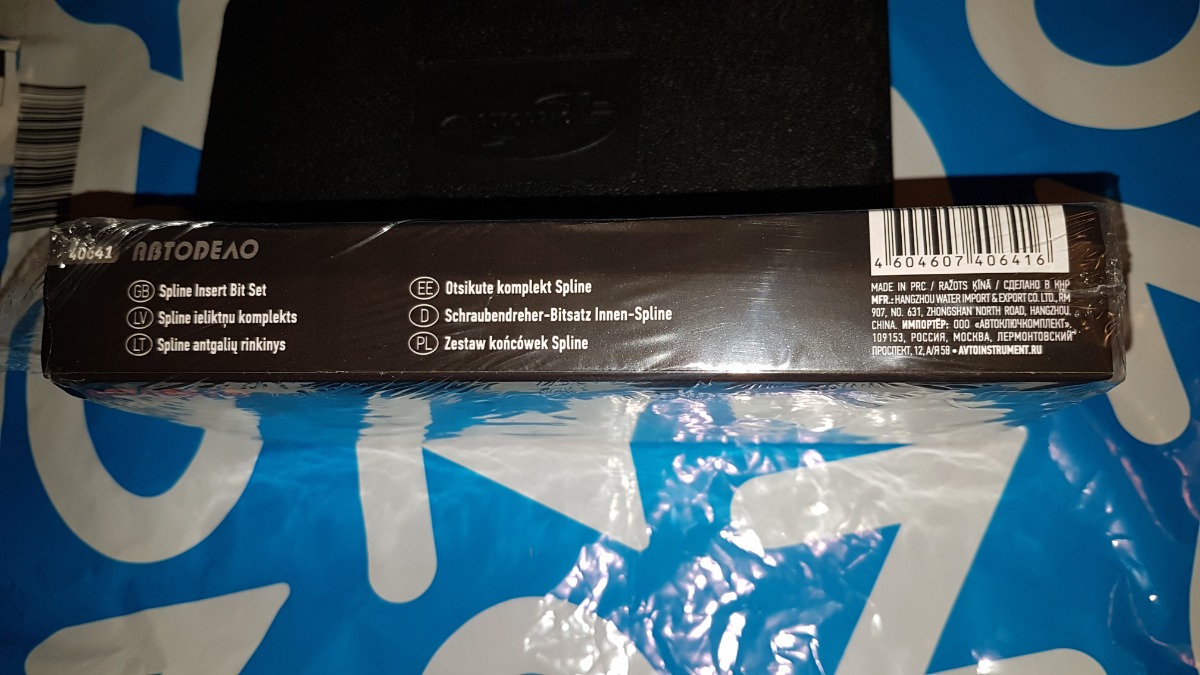 40641 АВТОDЕЛО
GB Spline Insert Bit Set
LV Spline ieliktņu komplekts
LT Spline antgalių rinkinys
EE Otsikute komplekt Spline
D Schraubendreher-Bitsatz Innen-Spline
PL Zestaw końcówek Spline
4 604607 406416
MADE IN PRC / RAŽOTS ĶĪNĀ / СДЕЛАНО В КНР
MFR.: HANGZHOU WATER IMPORT & EXPORT CO. LTD., RM
907, NO. 631, ZHONGSHAN NORTH ROAD, HANGZHOU,
CHINA. ИМПОРТЁР: ООО «АВТОКЛЮЧКОМПЛЕКТ»,
109153, РОССИЯ, МОСКВА, ЛЕРМОНТОВСКИЙ
ПРОСПЕКТ, 12, А/Я 58 • AVTOINSTRUMENT.RU